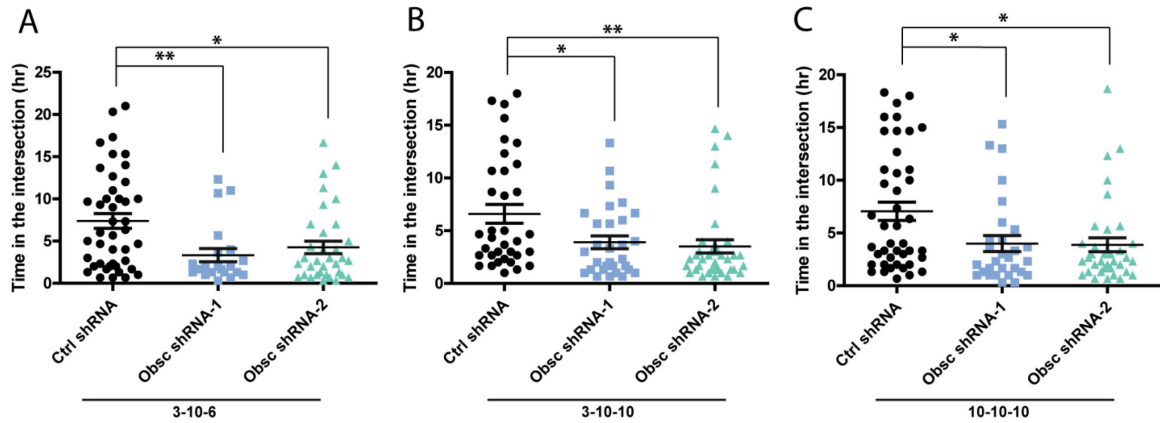 A
Time in the intersection (hr)
25
20
15
10
5
0
**
*
Ctrl shRNA
Obsc shRNA-1
Obsc shRNA-2
3-10-6
B
Time in the intersection (hr)
20
15
10
5
0
*
**
Ctrl shRNA
Obsc shRNA-1
Obsc shRNA-2
3-10-10
C
Time in the intersection (hr)
20
15
10
5
0
*
*
Ctrl shRNA
Obsc shRNA-1
Obsc shRNA-2
10-10-10